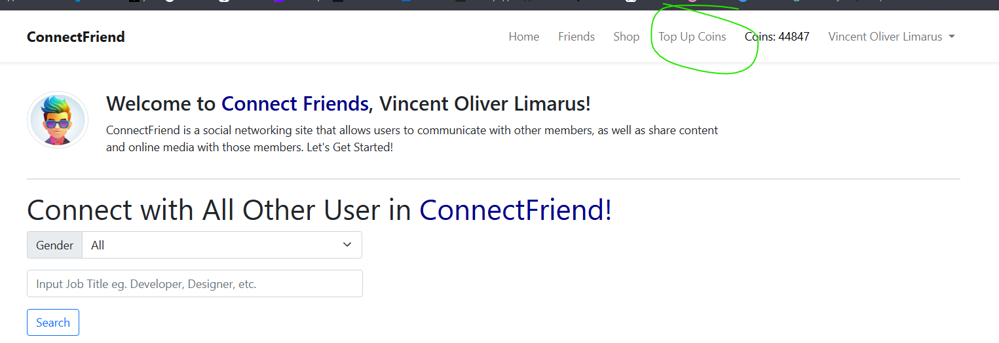 ConnectFriend Home Friends Shop Top Up Coins Coins: 44847 Vincent Oliver Limarus
Welcome to Connect Friends, Vincent Oliver Limarus!
ConnectFriend is a social networking site that allows users to communicate with other members, as well as share content
and online media with those members. Let's Get Started!
Connect with All Other User in ConnectFriend!
Gender All
Input Job Title eg. Developer, Designer, etc.
Search